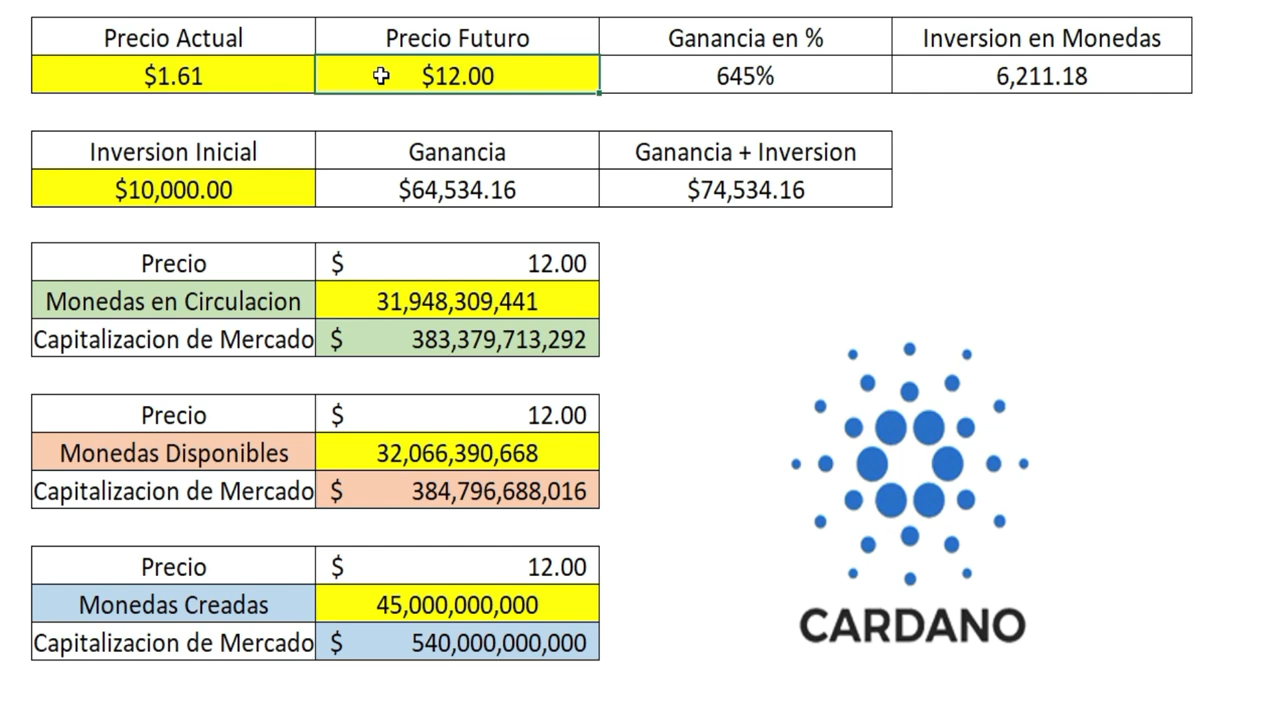 Precio Actual Precio Futuro Ganancia en % Inversion en Monedas
$1.61 $12.00 645% 6,211.18
Inversion Inicial Ganancia Ganancia + Inversion
$10,000.00 $64,534.16 $74,534.16
Precio $ 12.00
Monedas en Circulacion 31,948,309,441
Capitalizacion de Mercado $ 383,379,713,292
Precio $ 12.00
Monedas Disponibles 32,066,390,668
Capitalizacion de Mercado $ 384,796,688,016
Precio $ 12.00
Monedas Creadas 45,000,000,000
Capitalizacion de Mercado $ 540,000,000,000
CARDANO